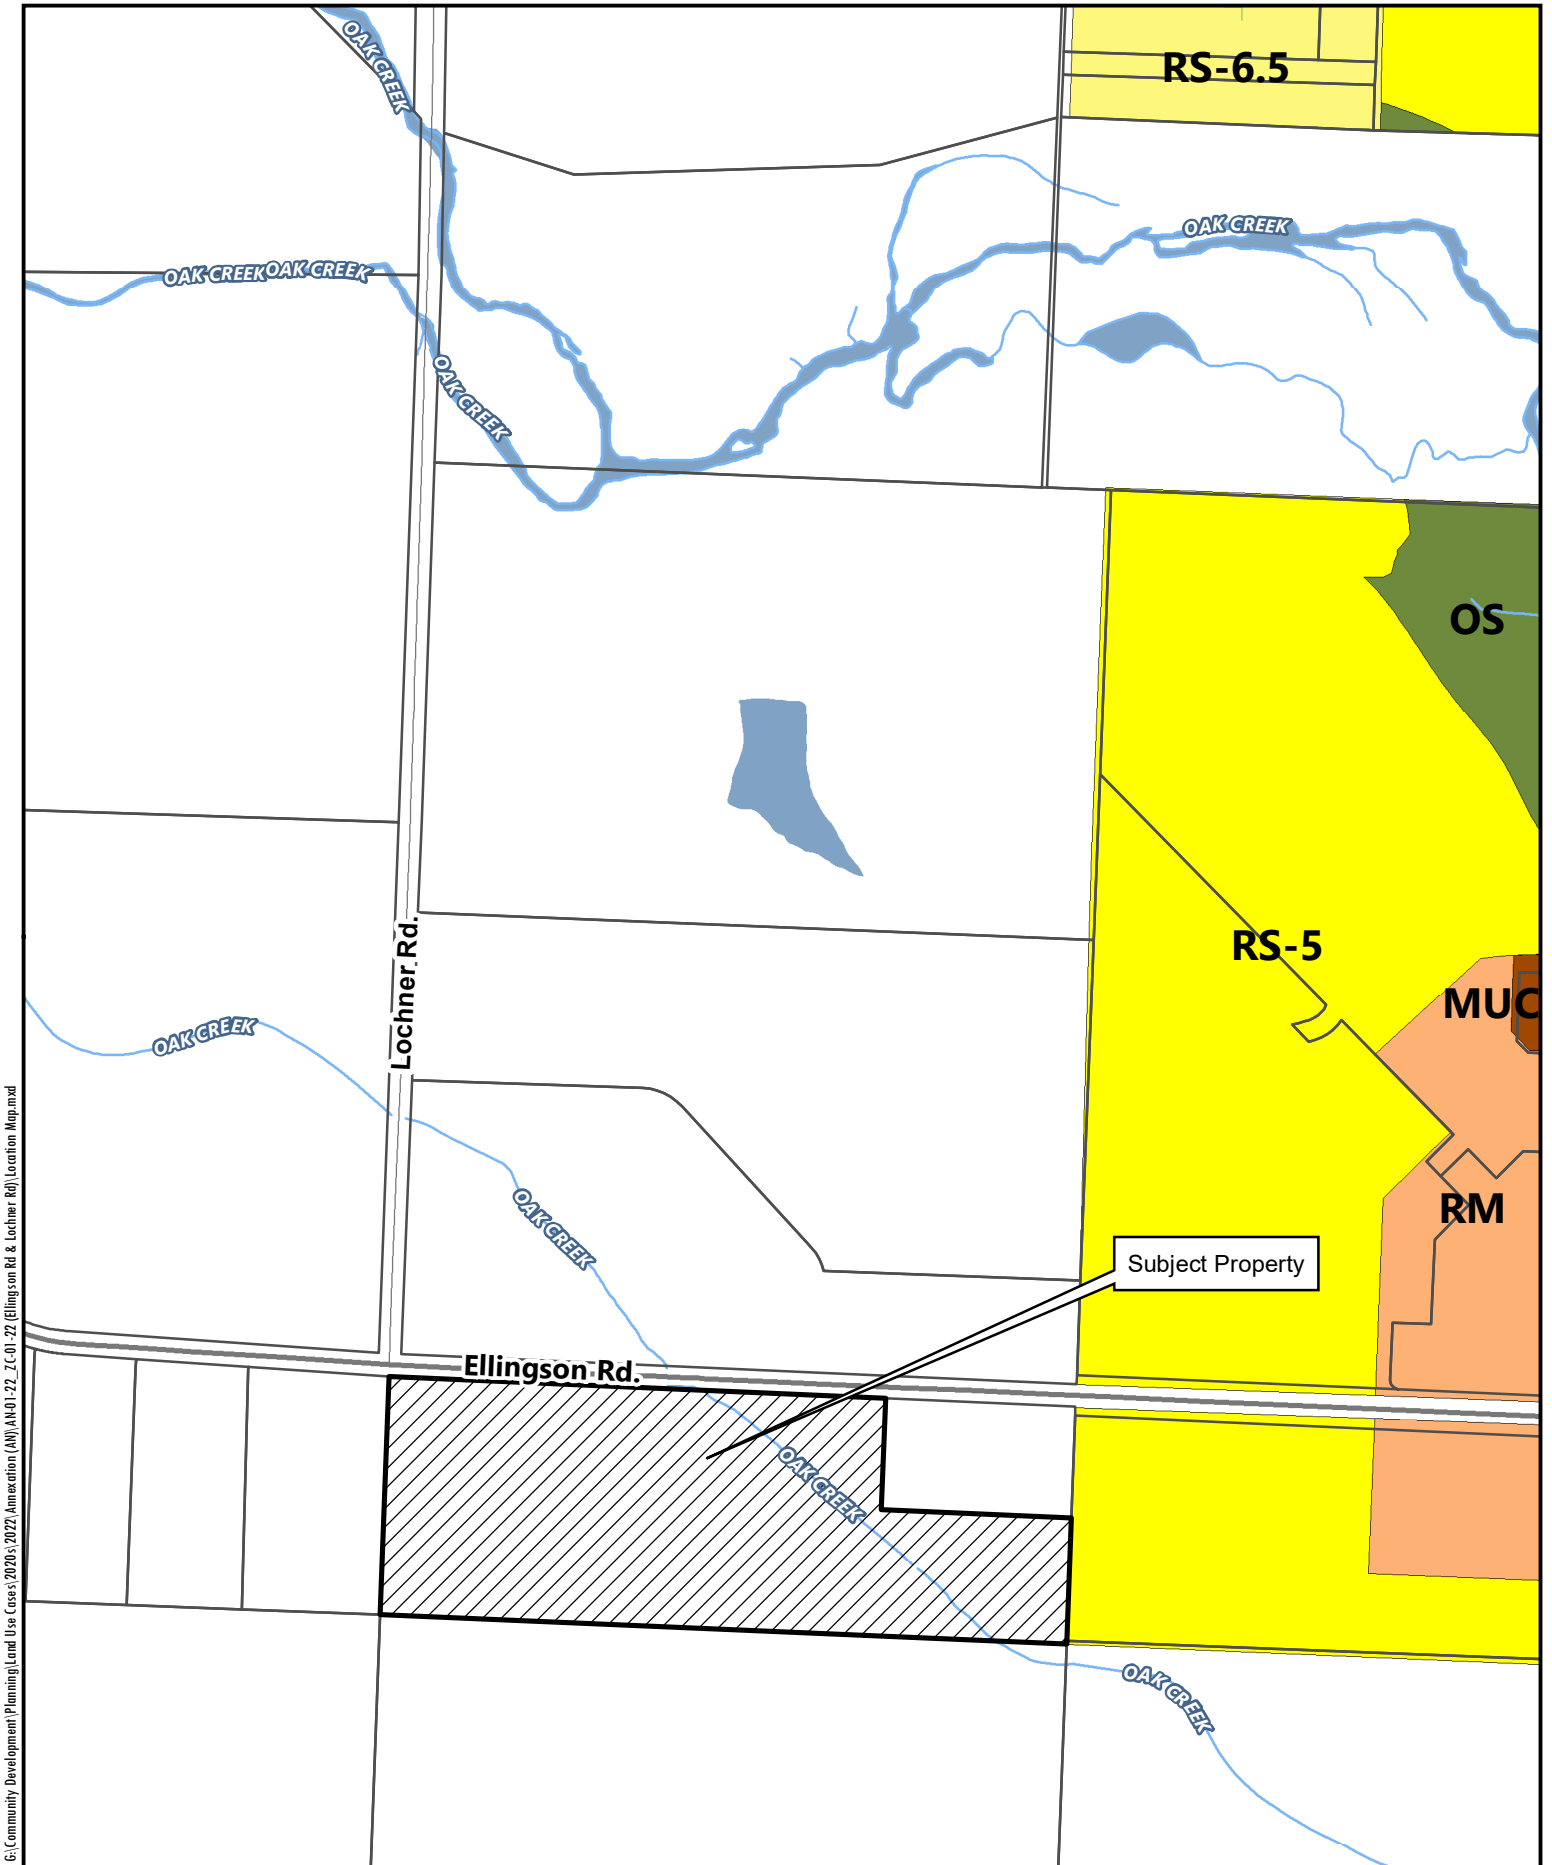 OAK CREEK
RS-6.5
OAK CREEK
OAK CREEK OAK CREEK
OAK CREEK
OS
RS-5
MUC
Lochner Rd.
OAK CREEK
OAK CREEK
RM
Subject Property
Ellingson Rd.
OAK CREEK
OAK CREEK
G:\Community Development\Planning\Land Use Cases\2020s\2022\Annexation (AN)\AN-01-22_ZC-01-22 (Ellingson Rd & Lochner Rd)\Location Map.mxd